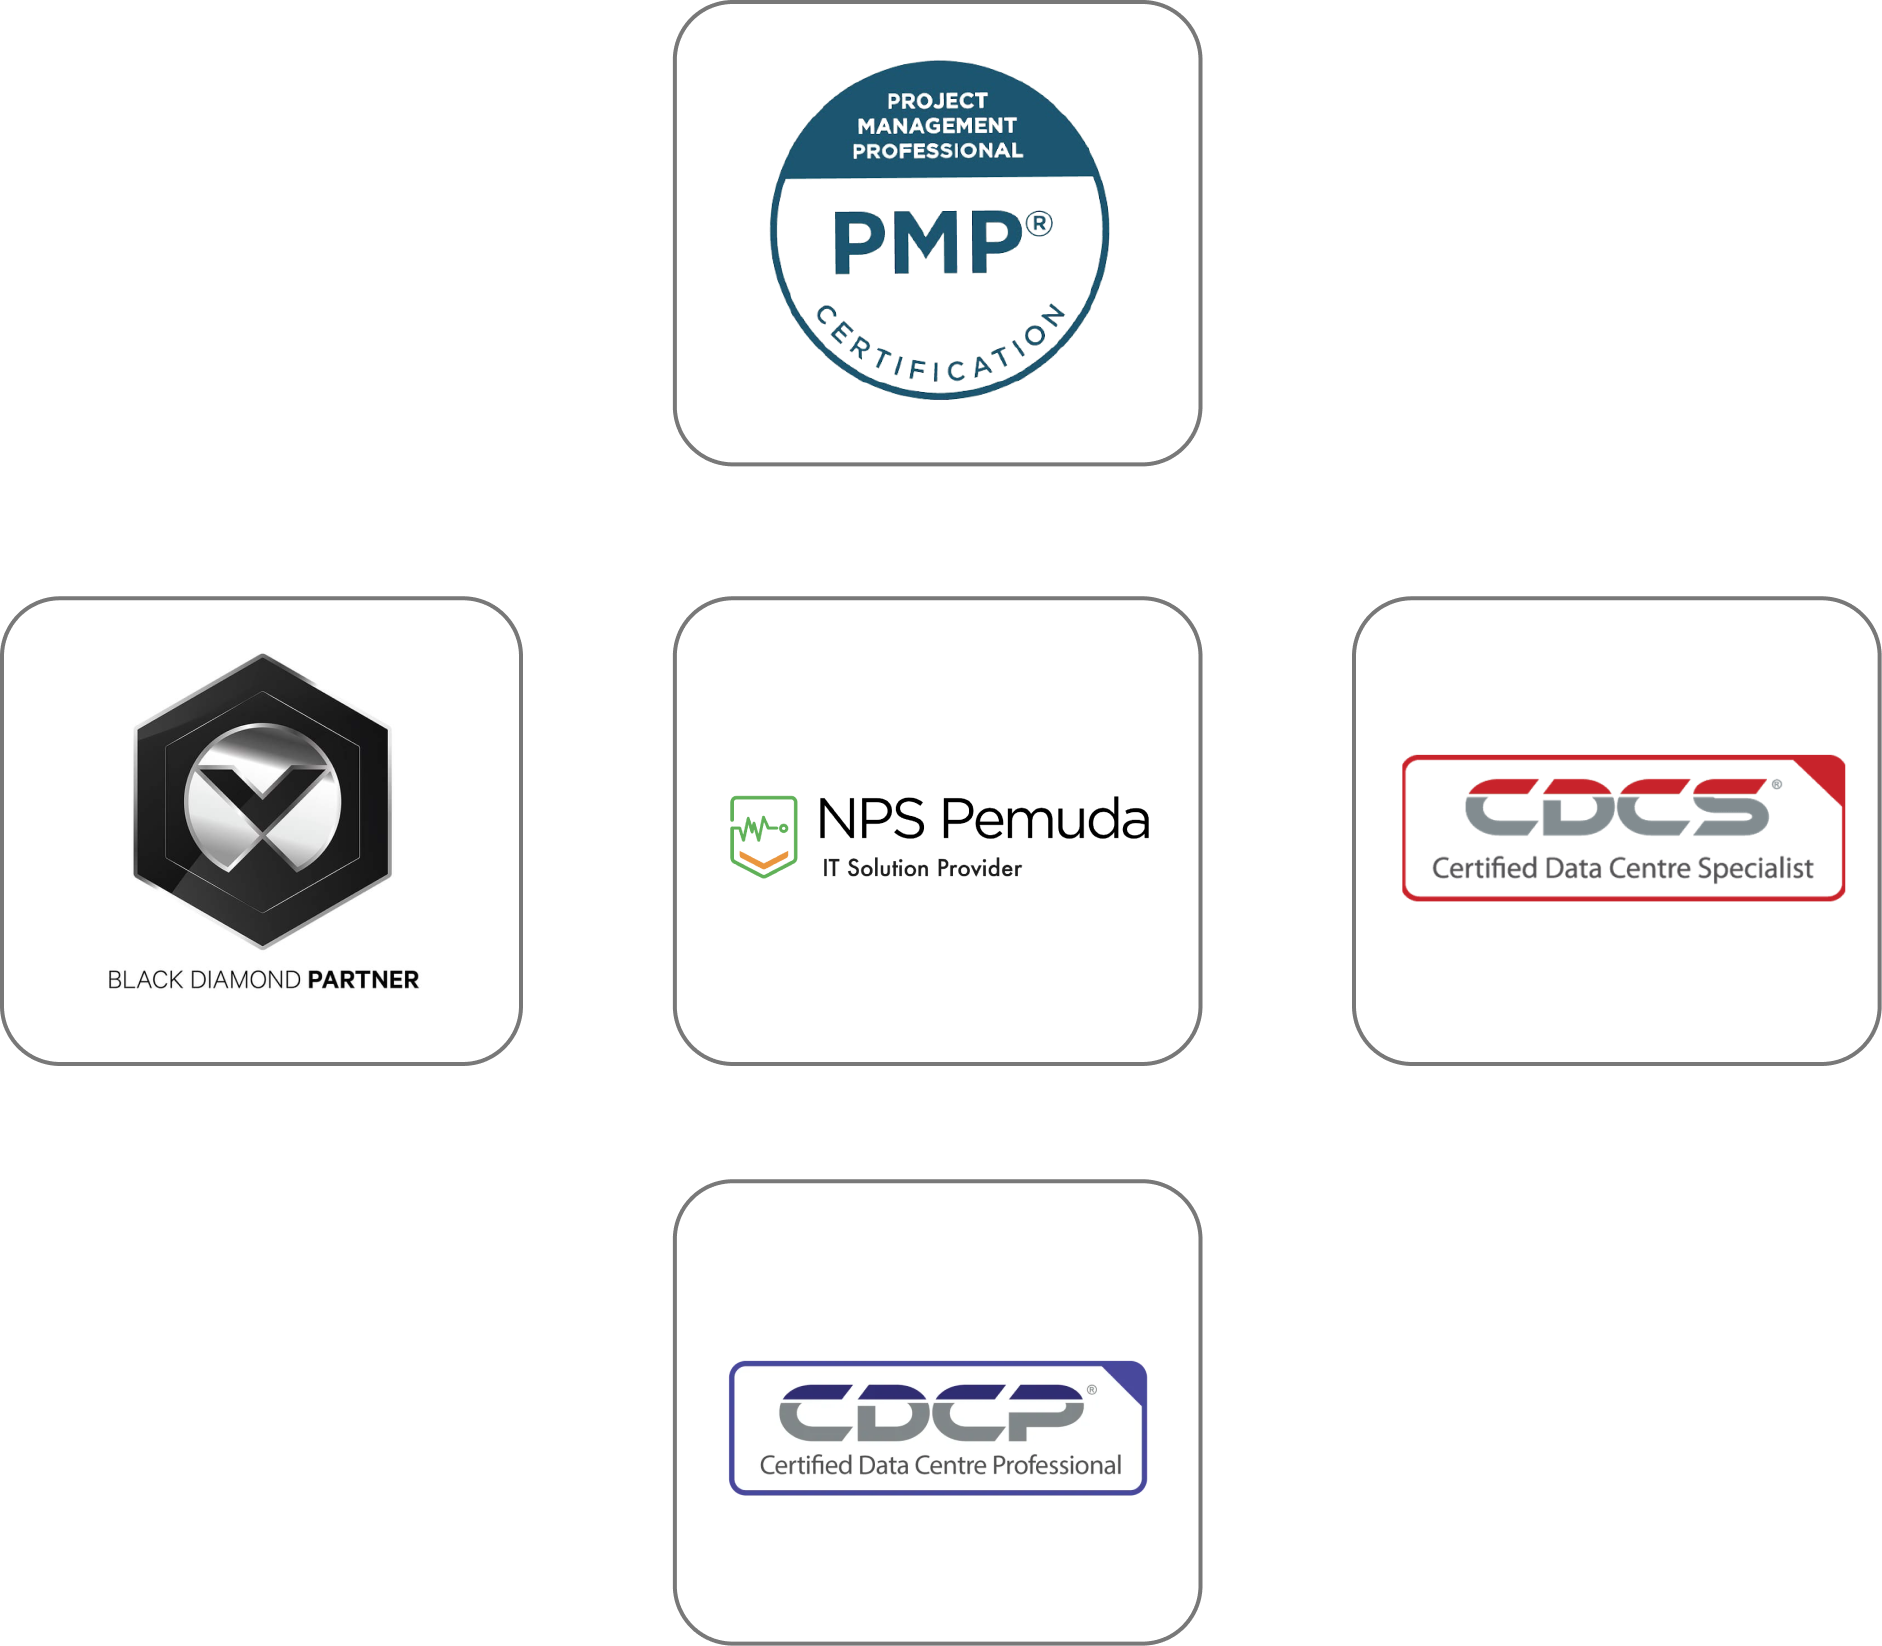 PROJECT
MANAGEMENT
PROFESSIONAL
PMP®
CERTIFICATION
BLACK DIAMOND PARTNER
NPS Pemuda
IT Solution Provider
CDCS®
Certified Data Centre Specialist
CDCP®
Certified Data Centre Professional